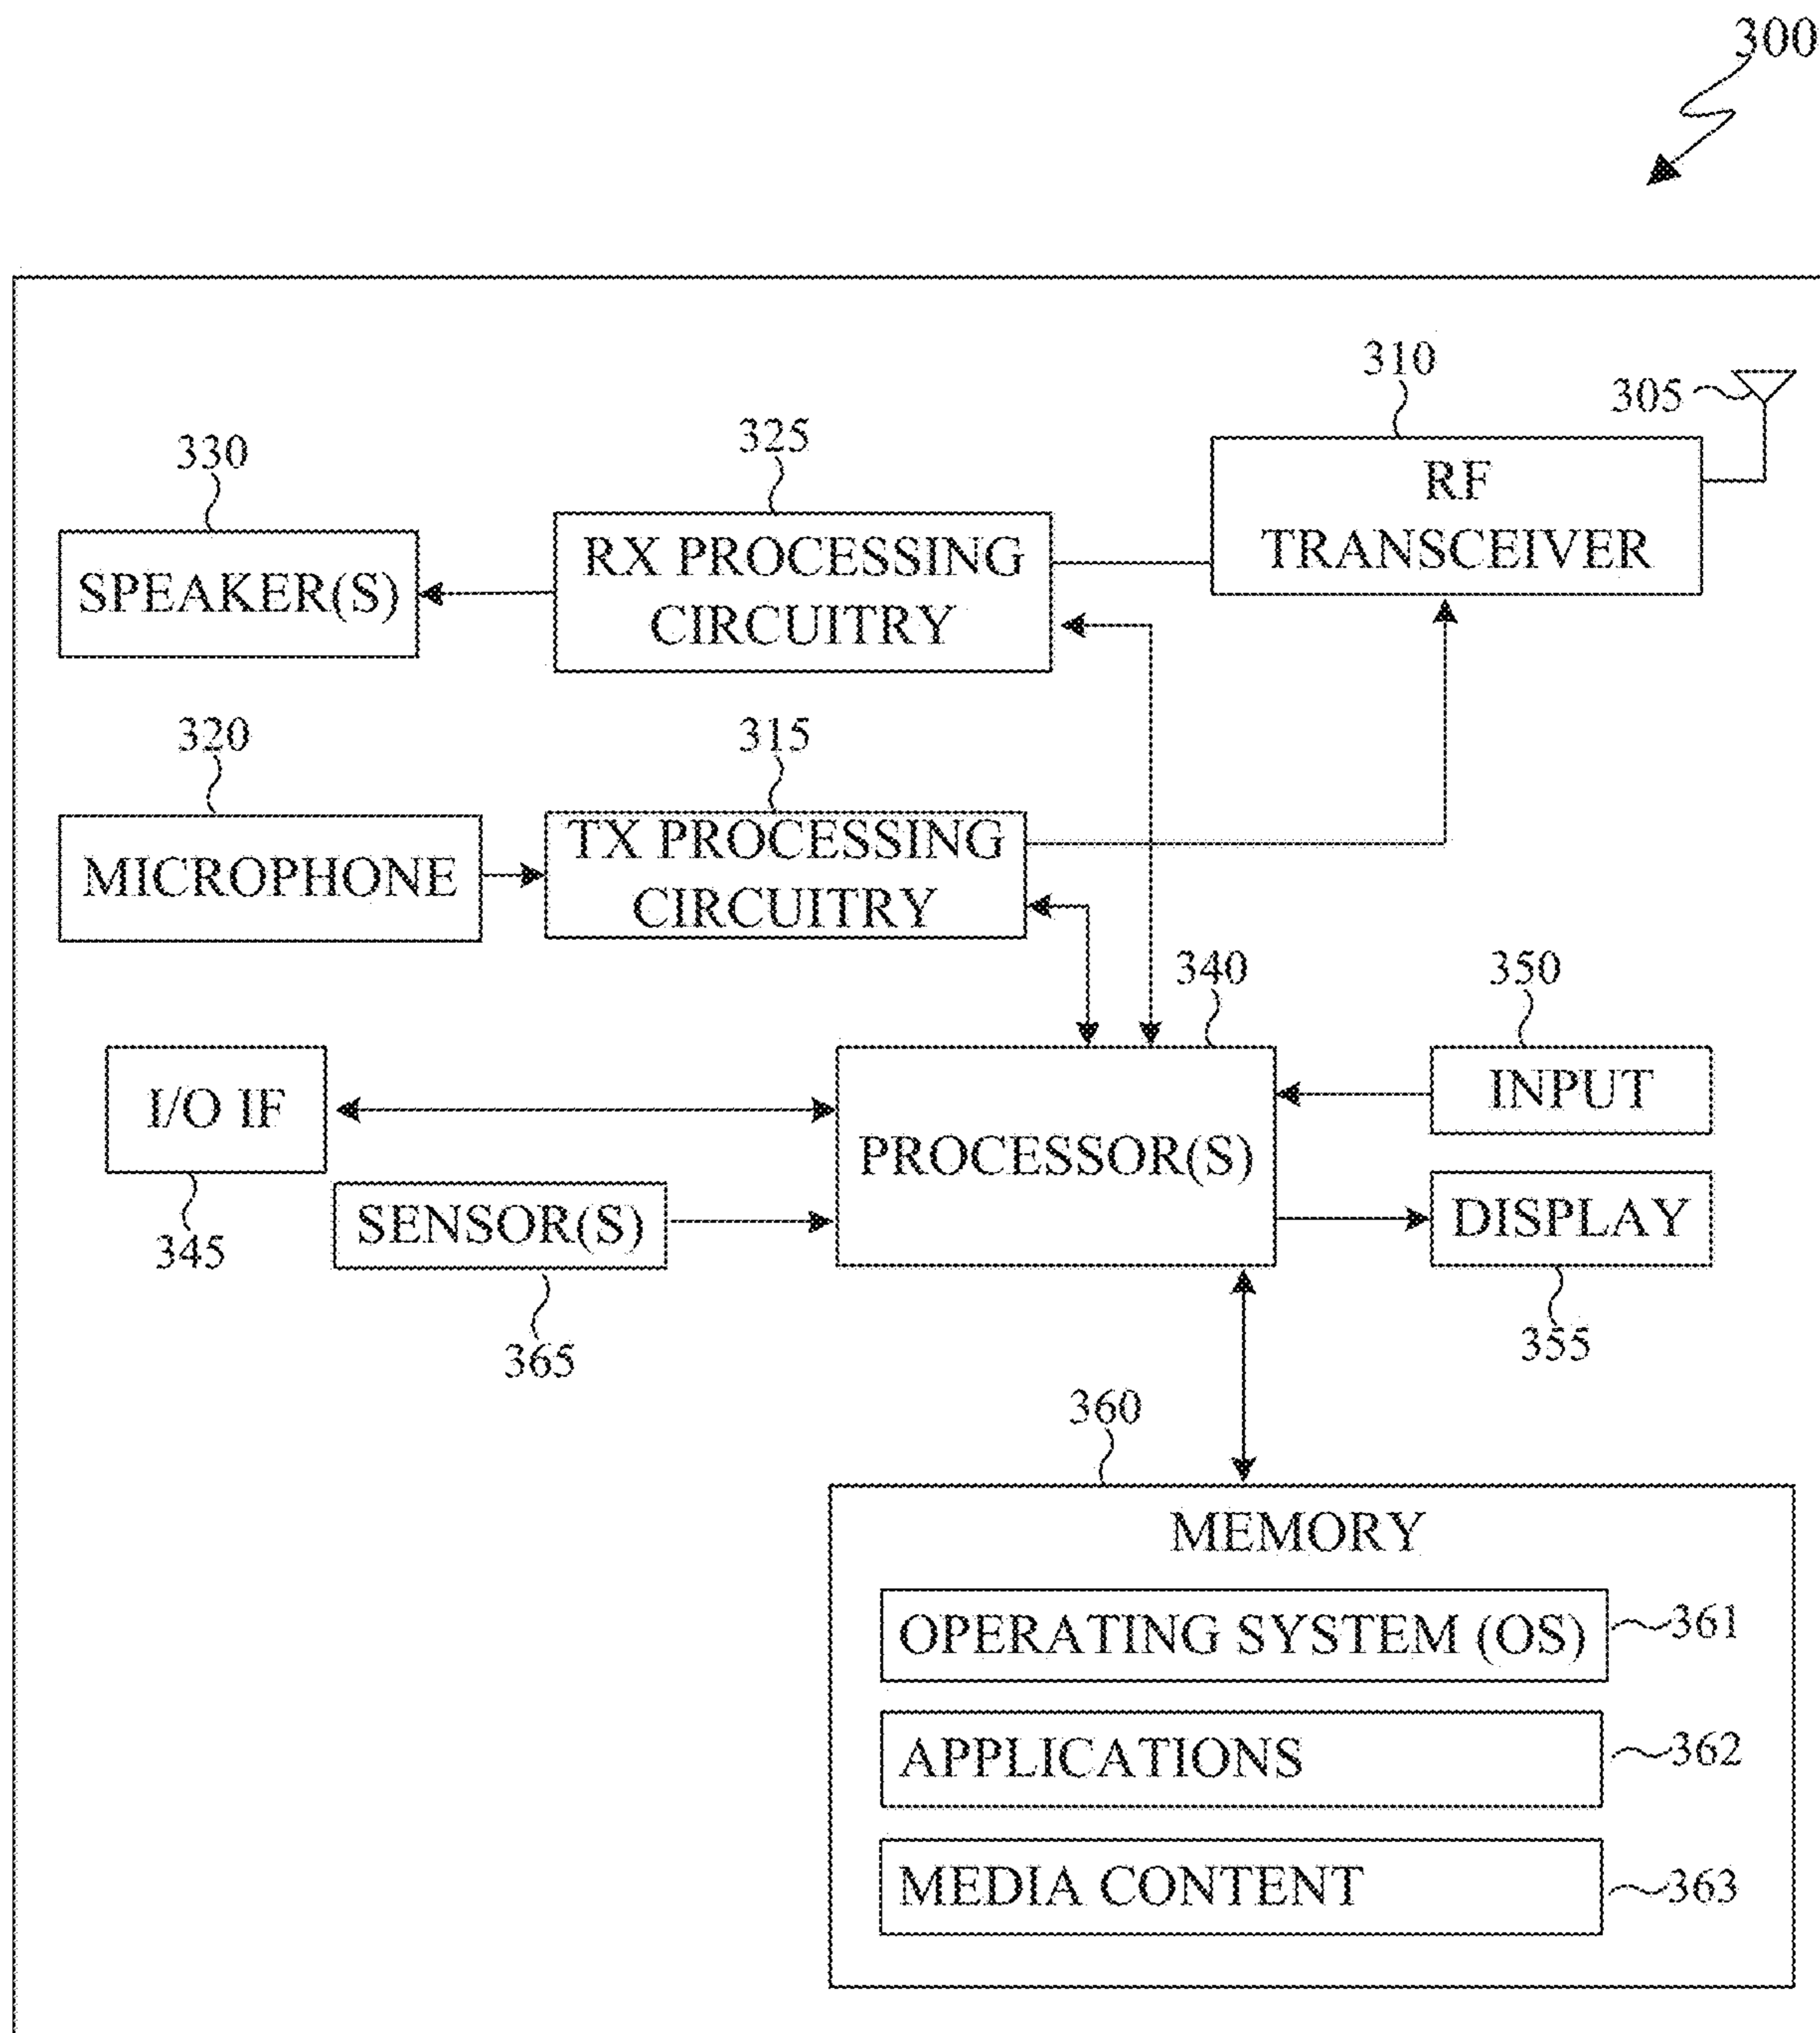 300
310
305
325
330
RF
TRANSCEIVER
RX PROCESSING
CIRCUITRY
SPEAKER(S)
320
315
TX PROCESSING
CIRCUITRY
MICROPHONE
340
350
I/O IF
INPUT
PROCESSOR(S)
SENSOR(S)
DISPLAY
345
365
355
360
MEMORY
OPERATING SYSTEM (OS)
361
APPLICATIONS
362
MEDIA CONTENT
363